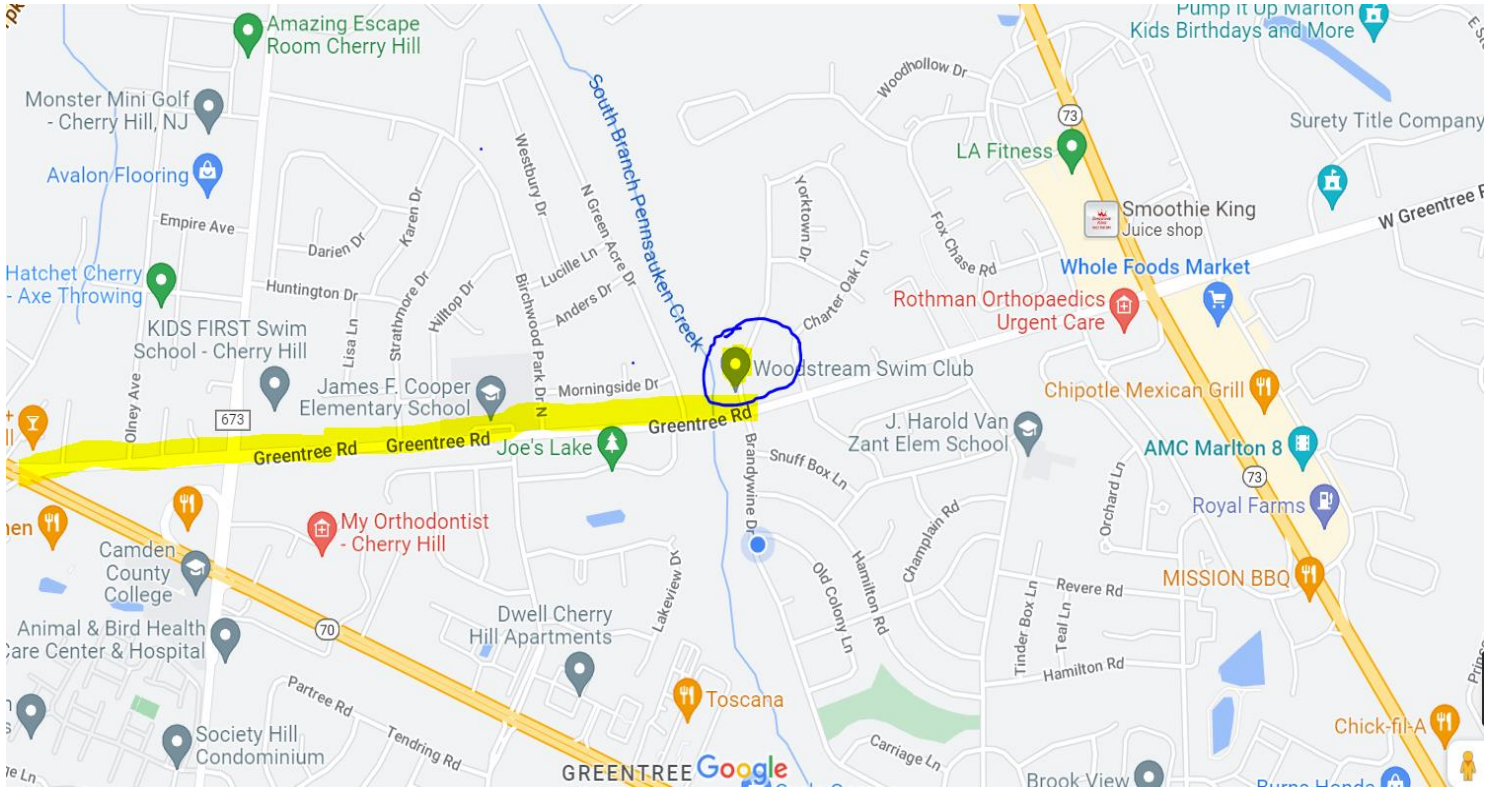 Amazing Escape
Room Cherry Hill
Pump It Up Marlton
Kids Birthdays and More
Monster Mini Golf
- Cherry Hill, NJ
Woodhollow Dr
73
Surety Title Company
LA Fitness
South Branch Pennsauken Creek
Westbury Dr
N Green Acre Dr
Avalon Flooring
Karen Dr
Yorktown Dr
Smoothie King
Juice shop
W Greentree
Empire Ave
Darien Dr
Fox Chase Rd
Lucille Ln
Charter Oak Ln
Whole Foods Market
Hatchet Cherry
- Axe Throwing
Huntington Dr
Strathmore Dr
Hilltop Dr
Birchwood Park Dr N
Anders Dr
Rothman Orthopaedics
Urgent Care
KIDS FIRST Swim
School - Cherry Hill
Lisa Ln
Woodstream Swim Club
James F. Cooper
Elementary School
Morningside Dr
Chipotle Mexican Grill
Olney Ave
673
Greentree Rd
Greentree Rd
Greentree Rd
Joe's Lake
J. Harold Van
Zant Elem School
AMC Marlton 8
73
Brandywine Dr
Snuff Box Ln
Orchard Ln
Royal Farms
My Orthodontist
- Cherry Hill
Champlain Rd
Camden
County
College
Old Colony Ln
Hamilton Rd
MISSION BBQ
Revere Rd
Lakeview Dr
Dwell Cherry
Hill Apartments
Tinder Box Ln
Teal Ln
Animal & Bird Health
Care Center & Hospital
70
Hamilton Rd
Partree Rd
Toscana
Society Hill
Condominium
Tendring Rd
Carriage Ln
Chick-fil-A
GREENTREE
Google
Brook View
Burns Honda